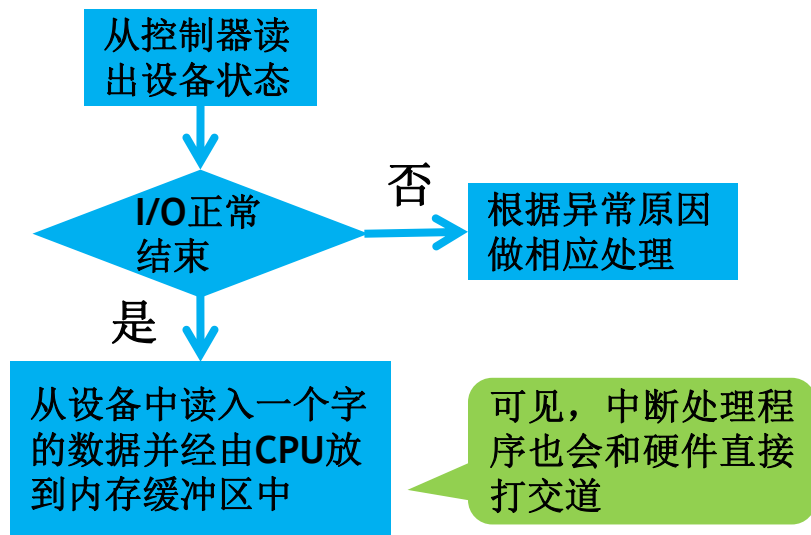 从控制器读
出设备状态
I/O正常
结束
否
根据异常原因
做相应处理
是
从设备中读入一个字
的数据并经由CPU放
到内存缓冲区中
可见，中断处理程
序也会和硬件直接
打交道